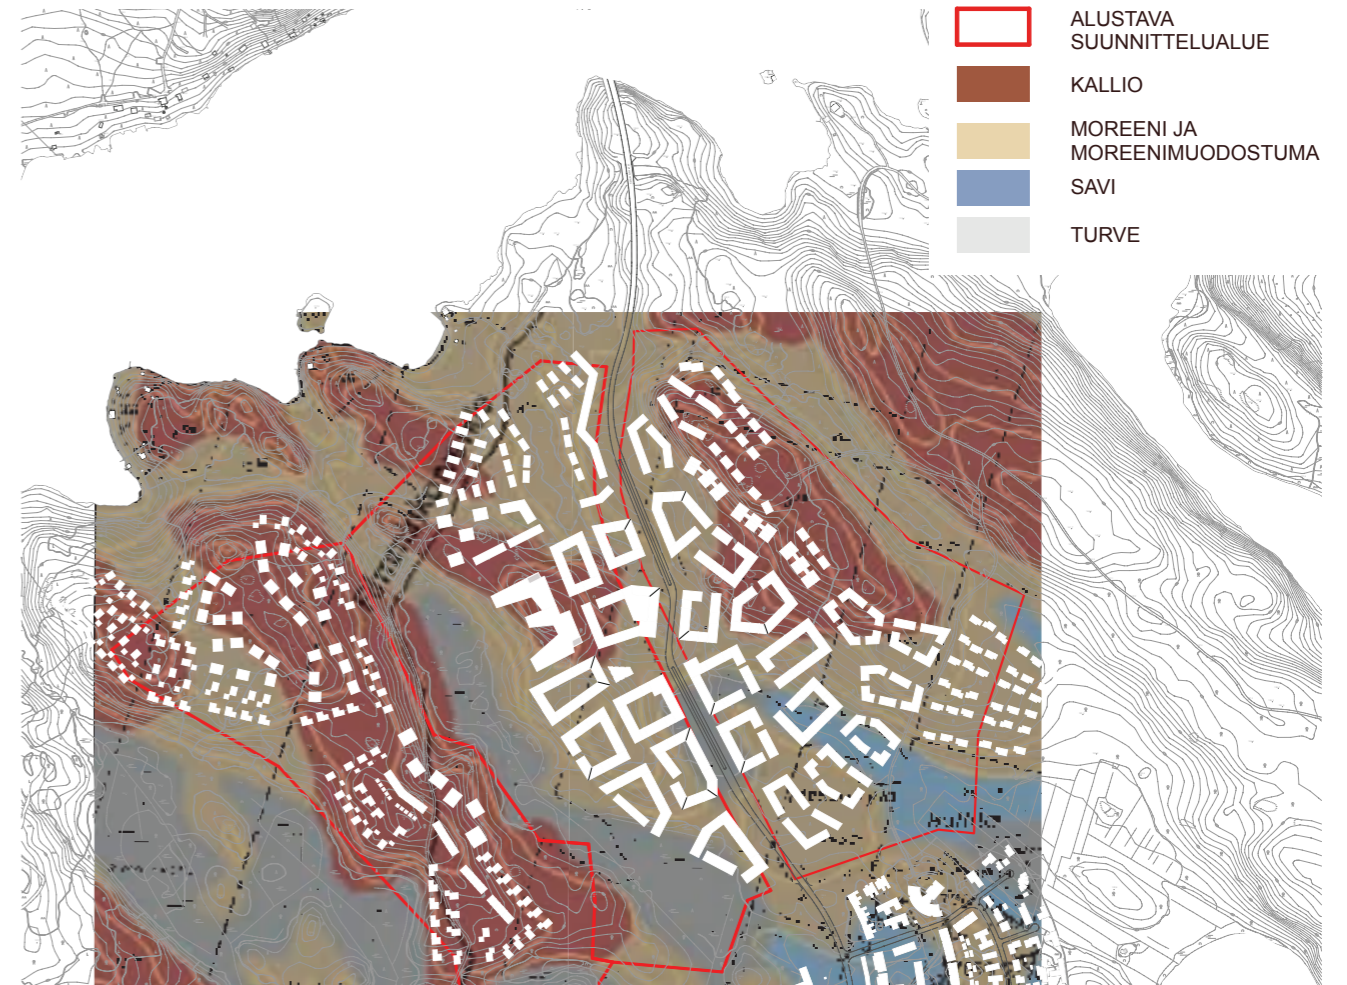 ALUSTAVA
SUUNNITTELUALUE
KALLIO
MOREENI JA
MOREENIMUODOSTUMA
SAVI
TURVE